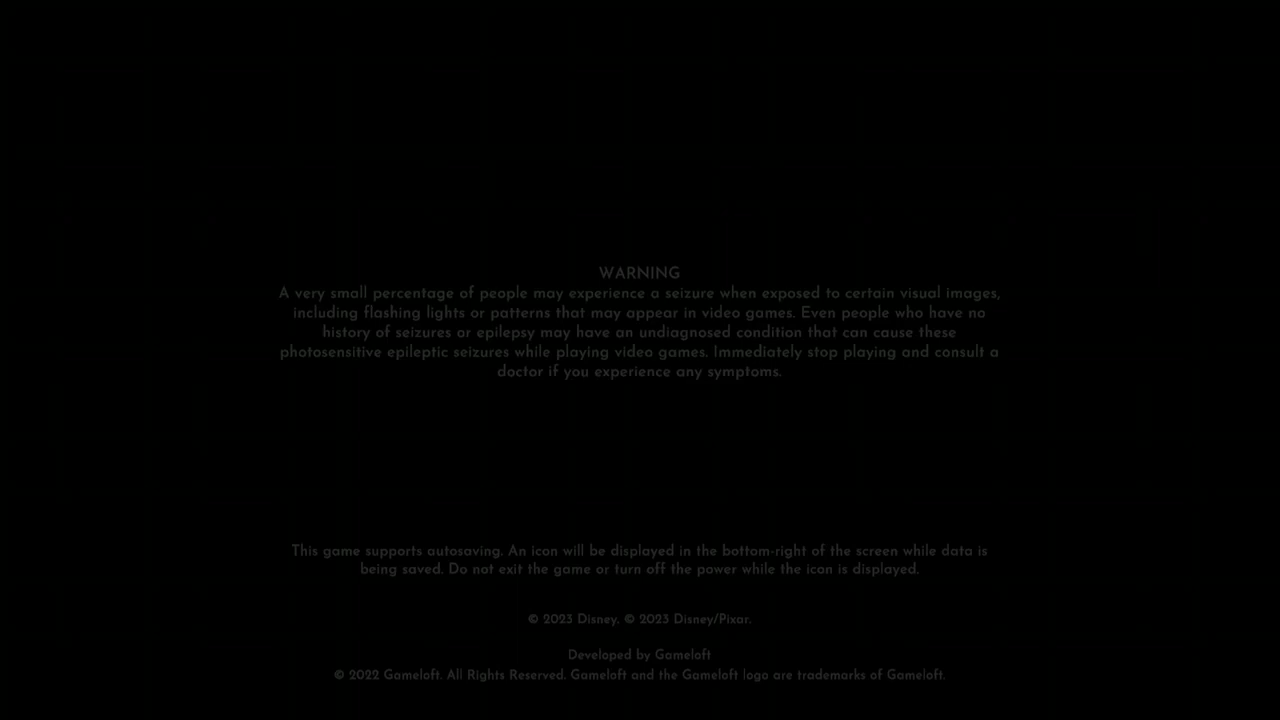 WARNING
A very small percentage of people may experience a seizure when exposed to certain visual images,
including flashing lights or patterns that may appear in video games. Even people who have no
history of seizures or epilepsy may have an undiagnosed condition that can cause these
photosensitive epileptic seizures while playing video games. Immediately stop playing and consult a
doctor if you experience any symptoms.
This game supports autosaving. An icon will be displayed in the bottom-right of the screen while data is
being saved. Do not exit the game or turn off the power while the icon is displayed.
© 2023 Disney. © 2023 Disney/Pixar.
Developed by Gameloft
© 2022 Gameloft. All Rights Reserved. Gameloft and the Gameloft logo are trademarks of Gameloft.